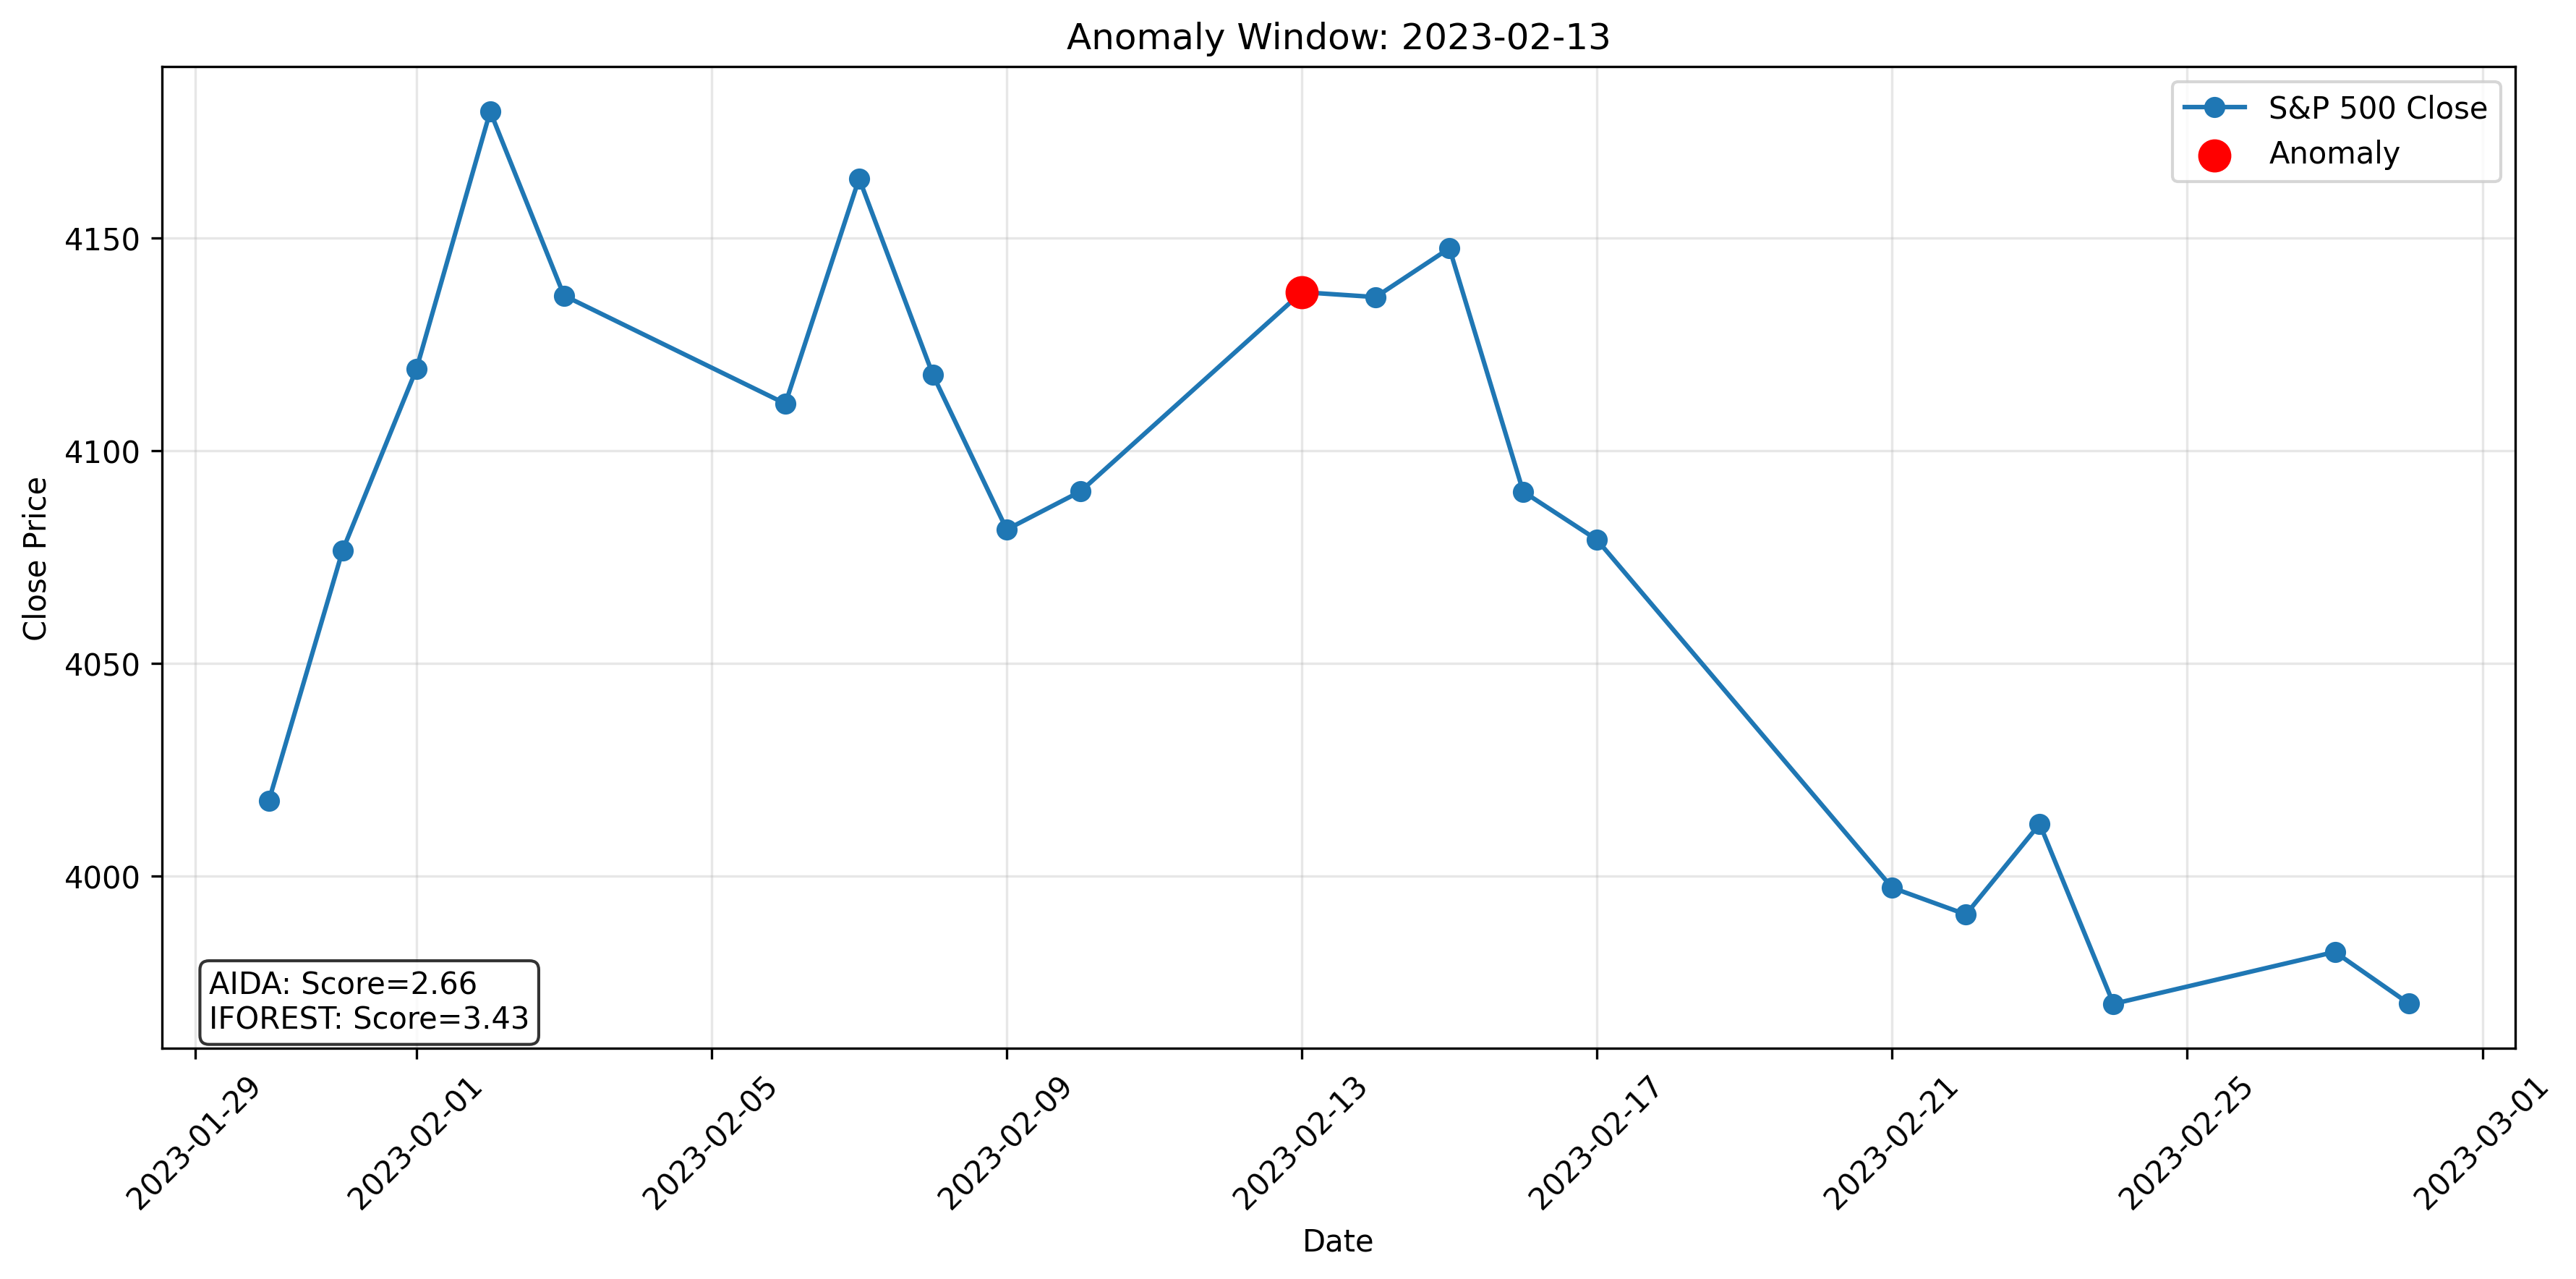 Anomaly Window: 2023-02-13
S&P 500 Close
Anomaly
Close Price
4150
4100
4050
4000
AIDA: Score=2.66
IFOREST: Score=3.43
2023-01-29
2023-02-01
2023-02-05
2023-02-09
2023-02-13
2023-02-17
2023-02-21
2023-02-25
2023-03-01
Date